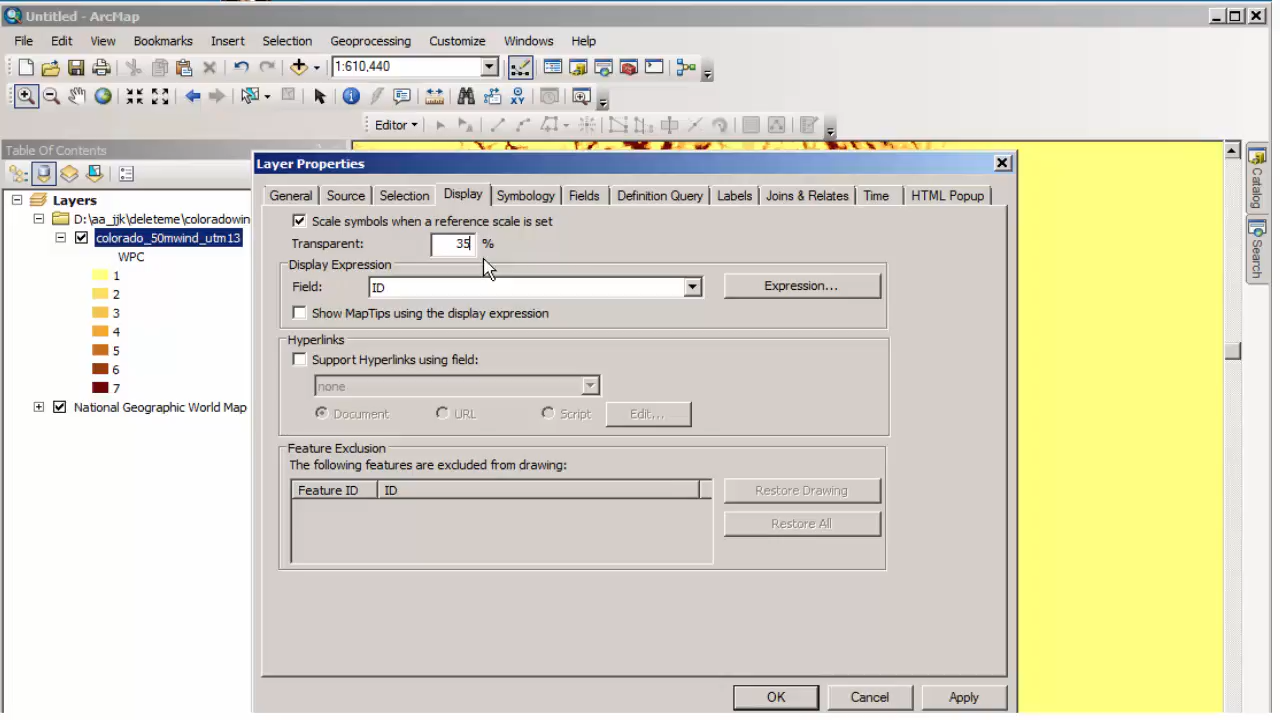 Untitled - ArcMap
File Edit View Bookmarks Insert Selection Geoprocessing Customize Windows Help
1:610,440
Editor
Table Of Contents
Layers
D:\aa_jjk\deleteme\coloradowin
colorado_50mwind_utm13
WPC
1
2
3
4
5
6
7
National Geographic World Map
Layer Properties
General Source Selection Display Symbology Fields Definition Query Labels Joins & Relates Time HTML Popup
Scale symbols when a reference scale is set
Transparent: 35 %
Display Expression
Field: ID Expression...
Show MapTips using the display expression
Hyperlinks
Support Hyperlinks using field:
none
Document URL Script Edit...
Feature Exclusion
The following features are excluded from drawing:
Feature ID ID
Restore Drawing
Restore All
OK Cancel Apply
Catalog
Search